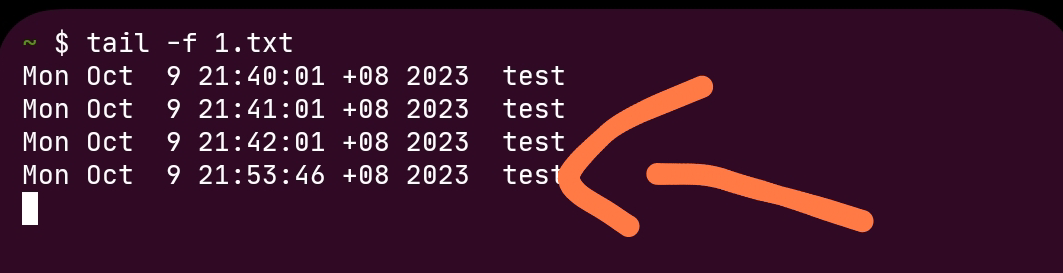 ~ $ tail -f 1.txt
Mon Oct  9 21:40:01 +08 2023  test
Mon Oct  9 21:41:01 +08 2023  test
Mon Oct  9 21:42:01 +08 2023  test
Mon Oct  9 21:53:46 +08 2023  test